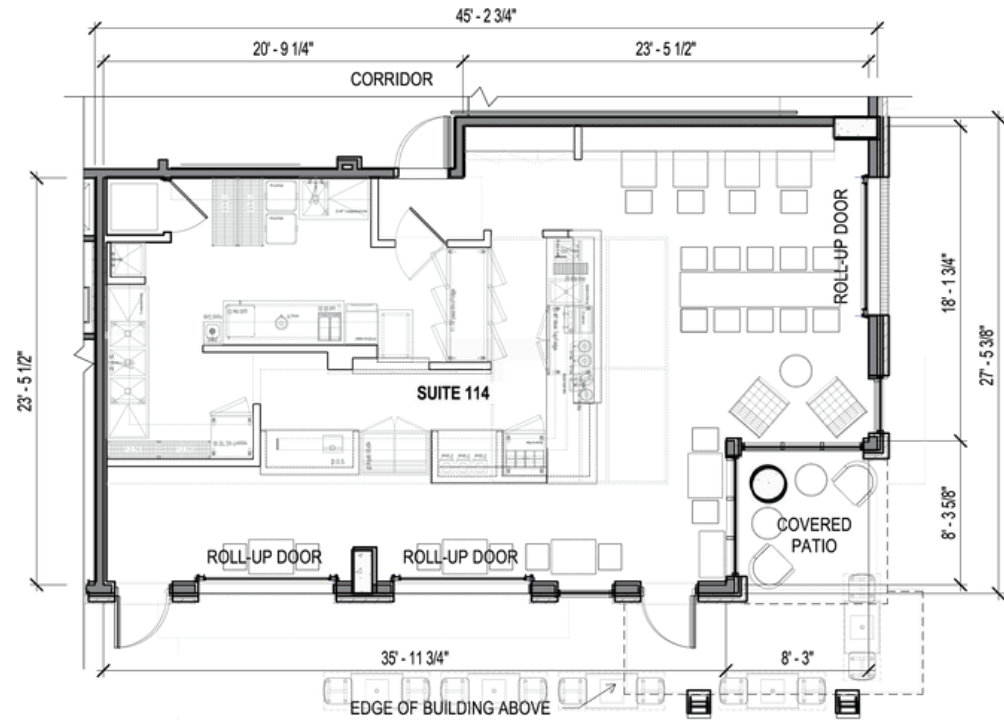 45' - 2 3/4"
20' - 9 1/4"
23' - 5 1/2"
CORRIDOR
ROLL-UP DOOR
18' - 1 3/4"
27' - 5 3/8"
23' - 5 1/2"
SUITE 114
8' - 3 5/8"
COVERED
PATIO
ROLL-UP DOOR
ROLL-UP DOOR
35' - 11 3/4"
8' - 3"
EDGE OF BUILDING ABOVE